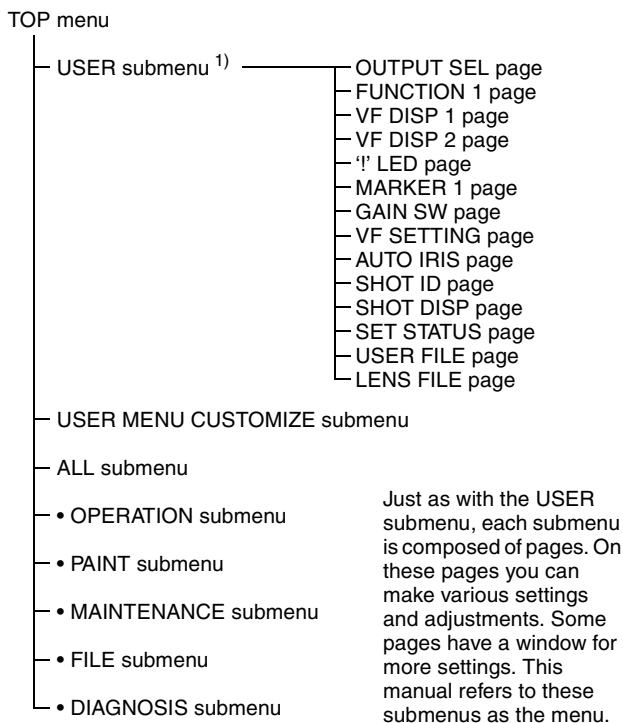 TOP menu
USER submenu 1)
OUTPUT SEL page
FUNCTION 1 page
VF DISP 1 page
VF DISP 2 page
'!' LED page
MARKER 1 page
GAIN SW page
VF SETTING page
AUTO IRIS page
SHOT ID page
SHOT DISP page
SET STATUS page
USER FILE page
LENS FILE page
USER MENU CUSTOMIZE submenu
ALL submenu
• OPERATION submenu
• PAINT submenu
• MAINTENANCE submenu
• FILE submenu
• DIAGNOSIS submenu
Just as with the USER
submenu, each submenu
is composed of pages. On
these pages you can
make various settings
and adjustments. Some
pages have a window for
more settings. This
manual refers to these
submenus as the menu.